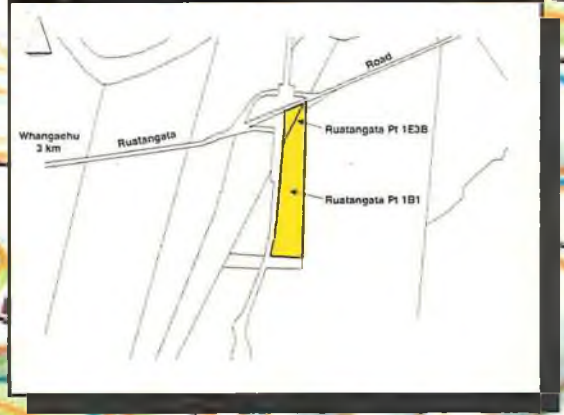 Road
Ruatangata Pt 1E3B
Whangaehu
3 km
Ruatangata
Ruatangata Pt 1B1